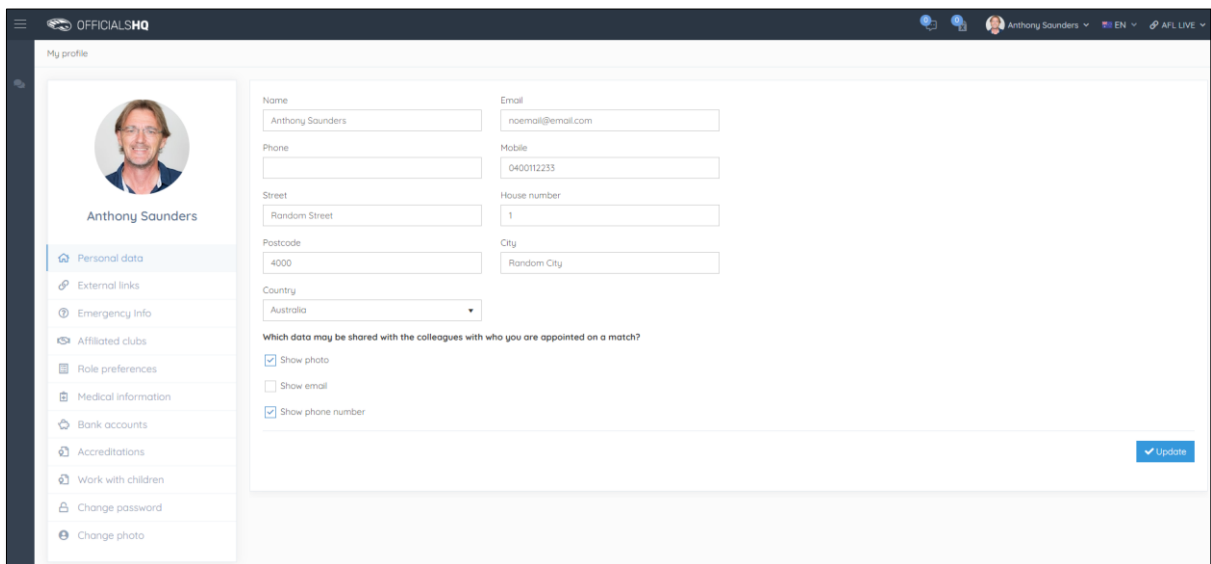 OFFICIALSHQ
0
0
Anthony Saunders
EN
AFL LIVE
My profile
Anthony Saunders
Personal data
External links
Emergency Info
Affiliated clubs
Role preferences
Medical information
Bank accounts
Accreditations
Work with children
Change password
Change photo
Name Email
Anthony Saunders noemail@email.com
Phone Mobile
0400112233
Street House number
Random Street 1
Postcode City
4000 Random City
Country
Australia
Which data may be shared with the colleagues with who you are appointed on a match?
Show photo
Show email
Show phone number
Update